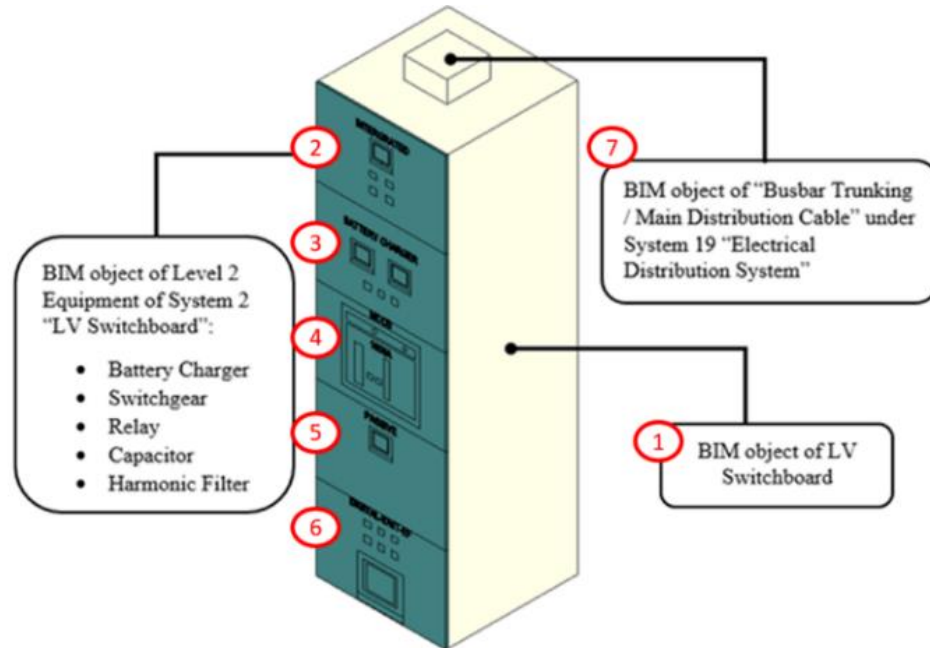 2
INTEGRATED
7
BIM object of “Busbar Trunking
/ Main Distribution Cable” under
System 19 “Electrical
Distribution System”
3
BATTERY CHARGER
BIM object of Level 2
Equipment of System 2
“LV Switchboard”:
• Battery Charger
• Switchgear
• Relay
• Capacitor
• Harmonic Filter
4
5
PASSIVE
1
BIM object of LV
Switchboard
6